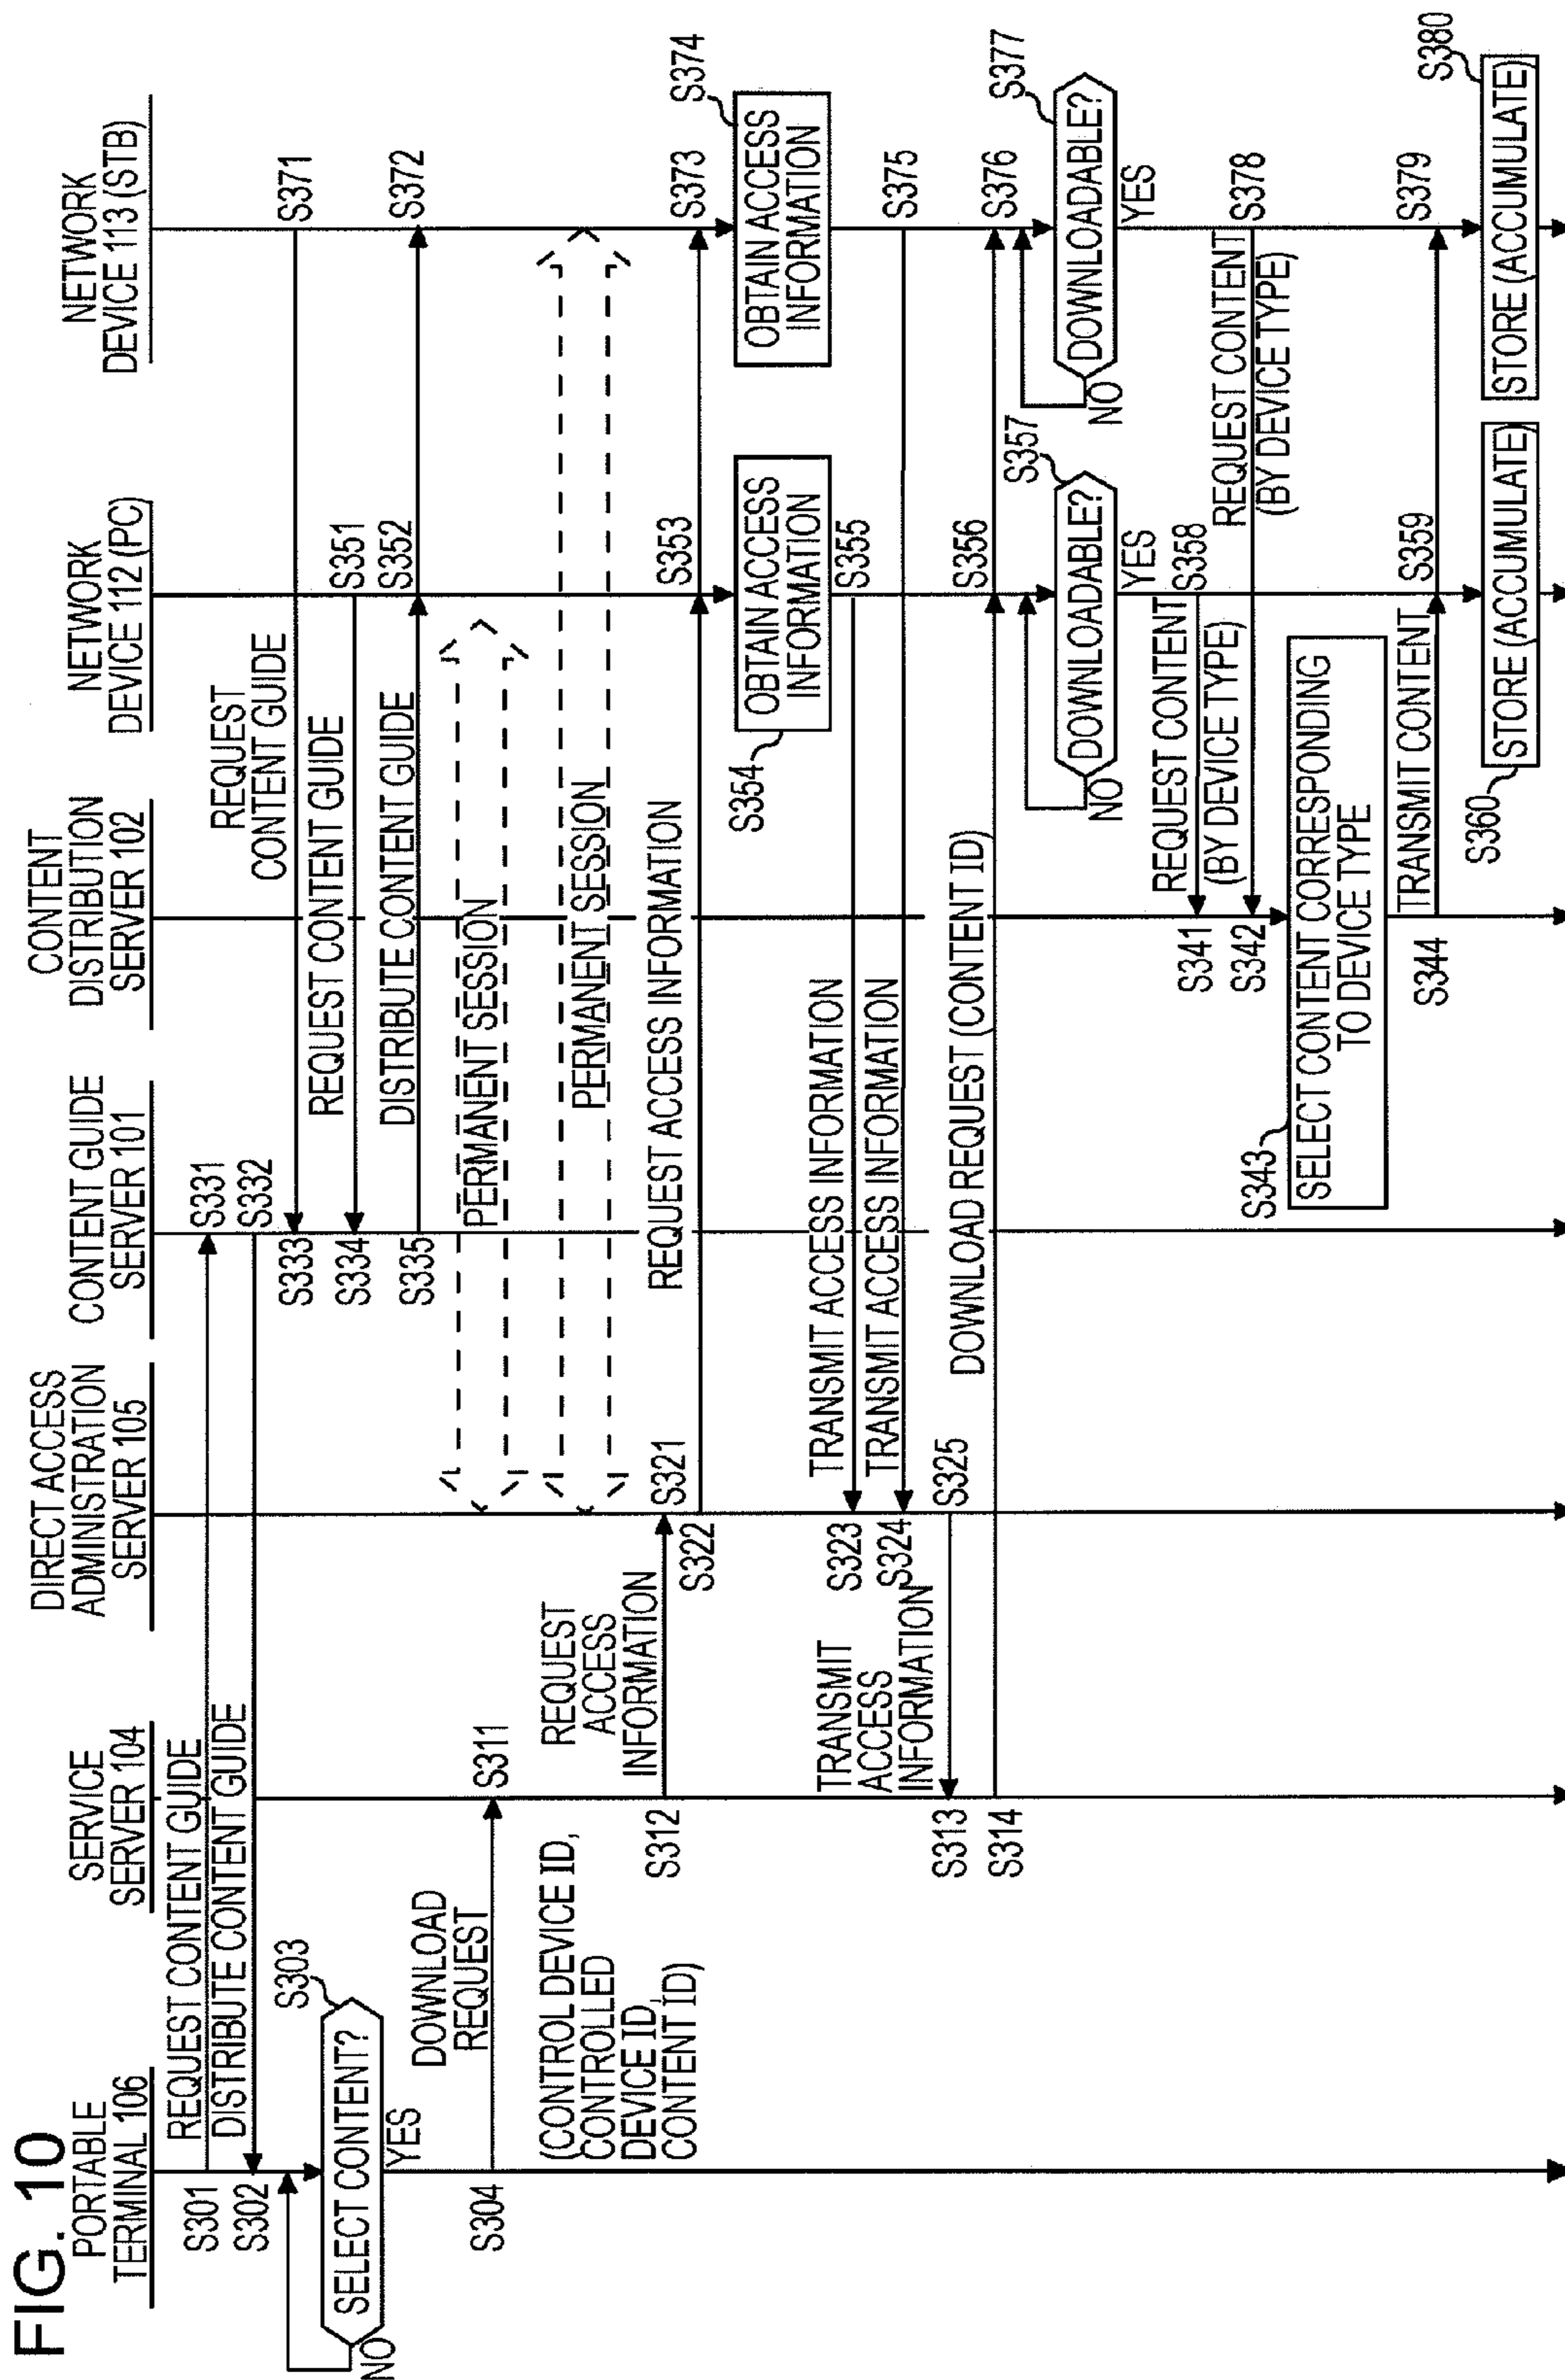 FIG. 10
PORTABLE
TERMINAL 106
SERVICE
SERVER 104
DIRECT ACCESS
ADMINISTRATION
SERVER 105
CONTENT GUIDE
SERVER 101
CONTENT
DISTRIBUTION
SERVER 102
NETWORK
DEVICE 112 (PC)
NETWORK
DEVICE 113 (STB)
S301
REQUEST CONTENT GUIDE
S331
S302
DISTRIBUTE CONTENT GUIDE
S332
S333
REQUEST
CONTENT GUIDE
S371
S303
SELECT CONTENT?
NO
YES
S334
REQUEST CONTENT GUIDE
S351
S335
DISTRIBUTE CONTENT GUIDE
S352
S372
S304
DOWNLOAD
REQUEST
S311
(CONTROL DEVICE ID,
CONTROLLED
DEVICE ID,
CONTENT ID)
PERMANENT SESSION
PERMANENT SESSION
S312
REQUEST
ACCESS
INFORMATION
S321
S322
REQUEST ACCESS INFORMATION
S353
S373
S354
OBTAIN ACCESS
INFORMATION
S374
OBTAIN ACCESS
INFORMATION
S323
TRANSMIT ACCESS INFORMATION
S355
S324
TRANSMIT ACCESS INFORMATION
S375
S313
TRANSMIT
ACCESS
INFORMATION
S325
S314
DOWNLOAD REQUEST (CONTENT ID)
S356
S376
S357
DOWNLOADABLE?
NO
YES
S377
DOWNLOADABLE?
NO
YES
S341
REQUEST CONTENT
(BY DEVICE TYPE)
S358
S342
REQUEST CONTENT
(BY DEVICE TYPE)
S378
S343
SELECT CONTENT CORRESPONDING
TO DEVICE TYPE
S344
TRANSMIT CONTENT
S359
S379
S360
STORE (ACCUMULATE)
S380
STORE (ACCUMULATE)